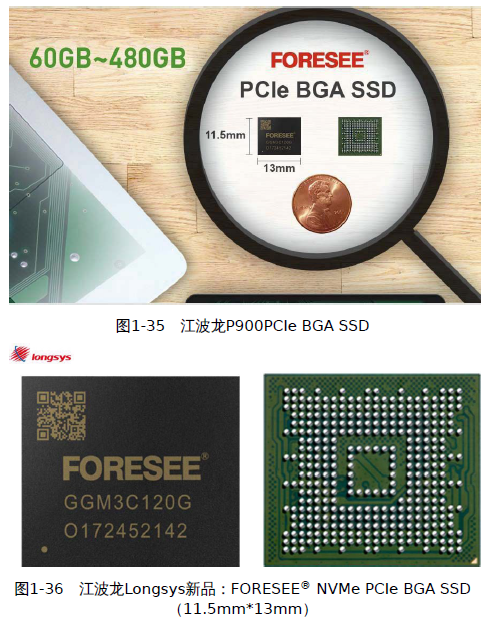 60GB~480GB
FORESEE®
PCIe BGA SSD
11.5mm
FORESEE
13mm
图1-35 江波龙P900PCIe BGA SSD
longsys
FORESEE®
GGM3C120G
O172452142
图1-36 江波龙Longsys新品：FORESEE® NVMe PCIe BGA SSD
（11.5mm*13mm）